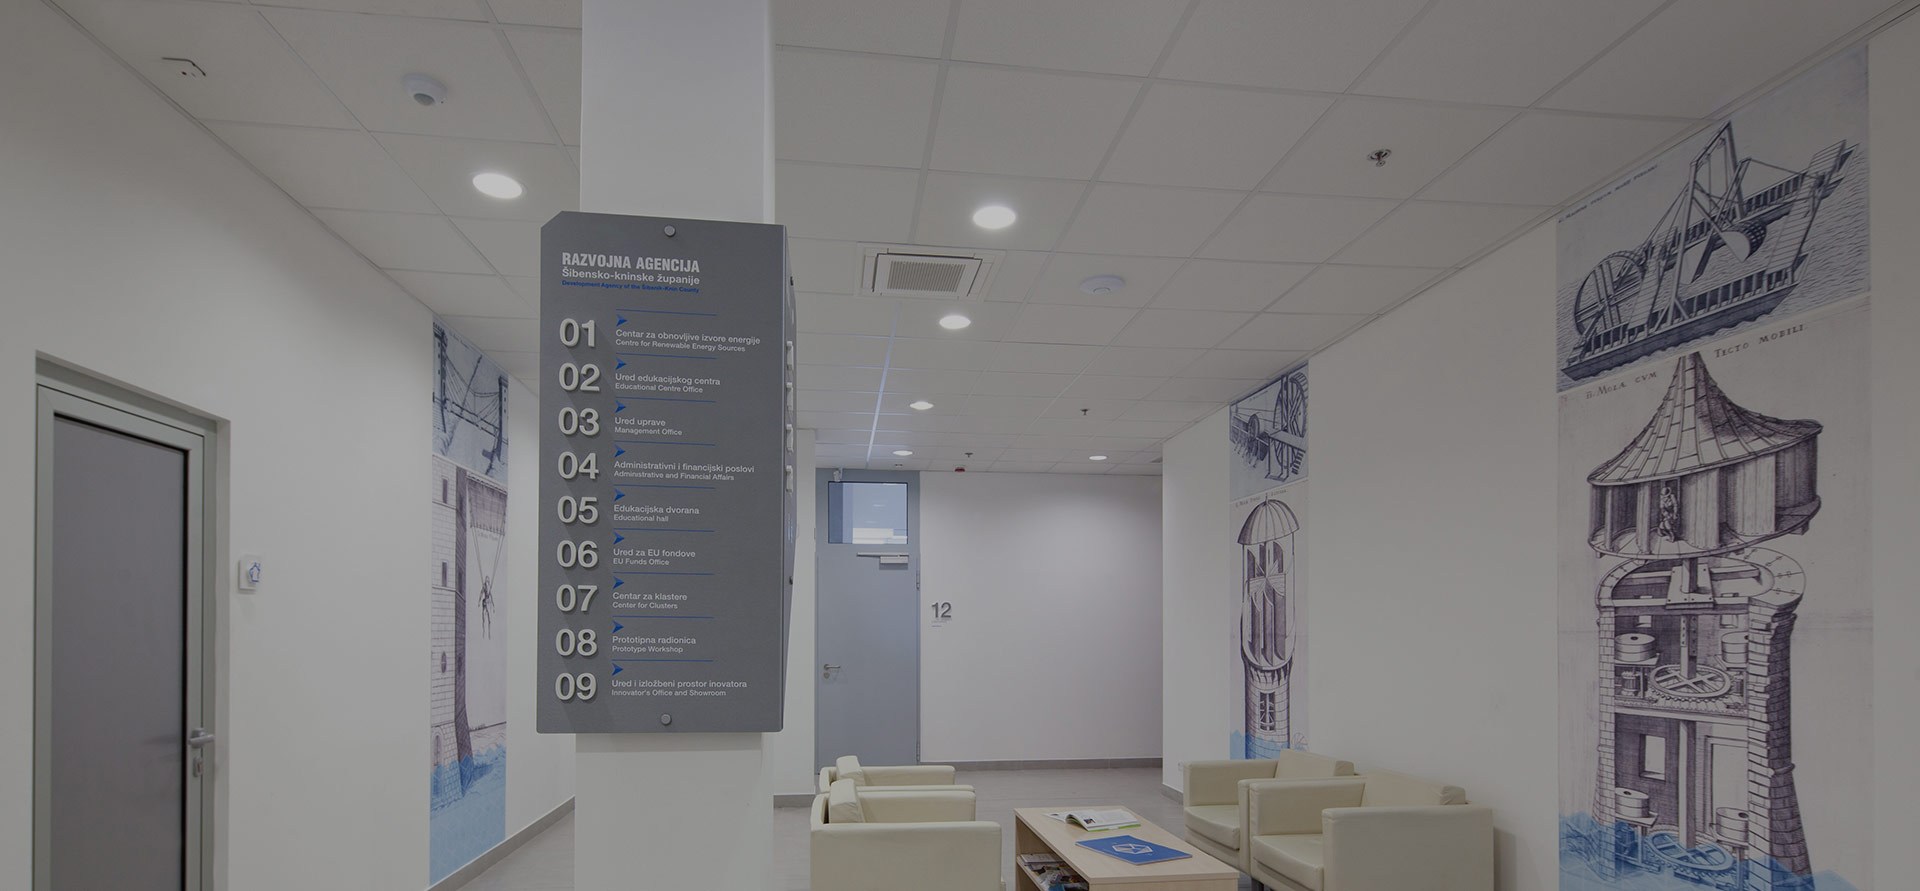 RAZVOJNA AGENCIJA
Šibensko-kninske županije
Development Agency of the Šibenik-Knin County
01
Centar za obnovljive izvore energije
Centre for Renewable Energy Sources
02
Ured edukacijskog centra
Educational Centre Office
03
Ured uprave
Management Office
04
Administrativni i financijski poslovi
Administrative and Financial Affairs
05
Edukacijska dvorana
Educational hall
06
Ured za EU fondove
EU Funds Office
07
Centar za klastere
Center for Clusters
08
Prototipna radionica
Prototype Workshop
09
Ured i izložbeni prostor inovatora
Innovator's Office and Showroom
12
B. MOLA CVM
TECTO MOBILI